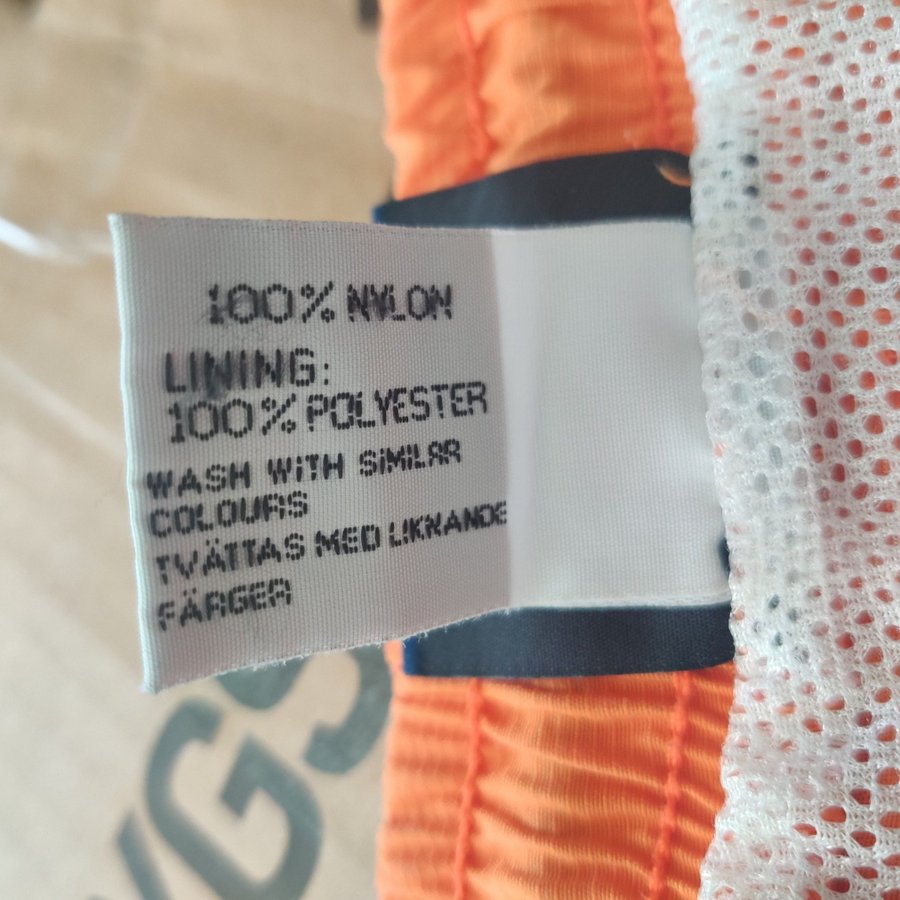 100% NYLON
LINING:
100% POLYESTER
WASH WITH SIMILAR
COLOURS
TVÄTTAS MED LIKNANDE
FÄRGER